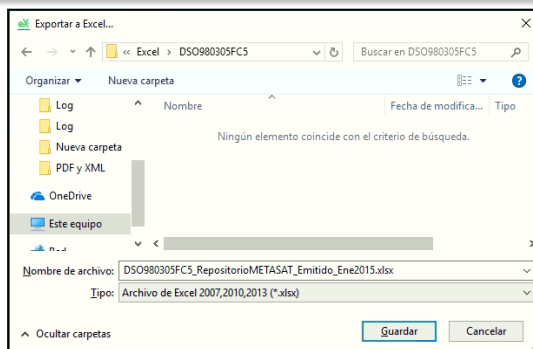 eX Exportar a Excel...
« Excel › DSO980305FC5
Buscar en DSO980305FC5
Organizar
Nueva carpeta
Log
Log
Nueva carpeta
PDF y XML
OneDrive
Este equipo
Nombre
Fecha de modifica...
Tipo
Ningún elemento coincide con el criterio de búsqueda.
Nombre de archivo: DSO980305FC5_RepositorioMETASAT_Emitido_Ene2015.xlsx
Tipo: Archivo de Excel 2007,2010,2013 (*.xlsx)
Ocultar carpetas
Guardar
Cancelar